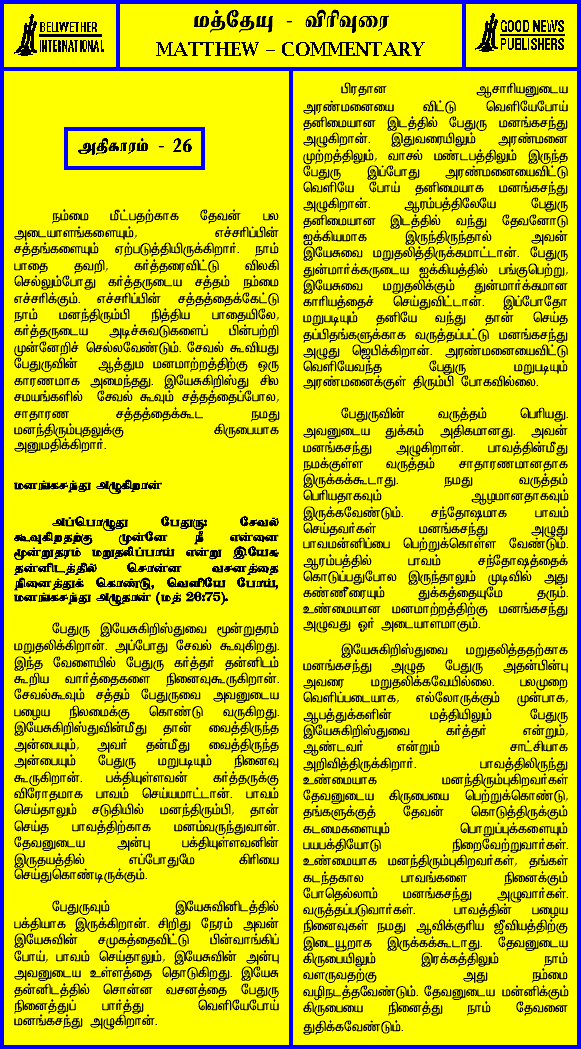 BELLWETHER
INTERNATIONAL
மத்தேயு - விரிவுரை
MATTHEW – COMMENTARY
GOOD NEWS
PUBLISHERS
அதிகாரம் - 26
நம்மை மீட்பதற்காக தேவன் பல
அடையாளங்களையும், எச்சரிப்பின்
சத்தங்களையும் ஏற்படுத்தியிருக்கிறார். நாம்
பாதை தவறி, கர்த்தரைவிட்டு விலகி
செல்லும்போது கர்த்தருடைய சத்தம் நம்மை
எச்சரிக்கும். எச்சரிப்பின் சத்தத்தைக்கேட்டு
நாம் மனந்திரும்பி நித்திய பாதையிலே,
கர்த்தருடைய அடிச்சுவடுகளைப் பின்பற்றி
முன்னேறிச் செல்லவேண்டும். சேவல் கூவியது
பேதுருவின் ஆத்தும மனமாற்றத்திற்கு ஒரு
காரணமாக அமைந்தது. இயேசுகிறிஸ்து சில
சமயங்களில் சேவல் கூவும் சத்தத்தைப்போல,
சாதாரண சத்தத்தைக்கூட நமது
மனந்திரும்புதலுக்கு கிருபையாக
அனுமதிக்கிறார்.
மனங்கசந்து அழுகிறான்
அப்பொழுது பேதுரு: சேவல்
கூவுகிறதற்கு முன்னே நீ என்னை
மூன்றுதரம் மறுதலிப்பாய் என்று இயேசு
தன்னிடத்தில் சொன்ன வசனத்தை
நினைத்துக் கொண்டு, வெளியே போய்,
மனங்கசந்து அழுதான் (மத் 26:75).
பேதுரு இயேசுகிறிஸ்துவை மூன்றுதரம்
மறுதலிக்கிறான். அப்போது சேவல் கூவுகிறது.
இந்த வேளையில் பேதுரு கர்த்தர் தன்னிடம்
கூறிய வார்த்தைகளை நினைவுகூருகிறான்.
சேவல்கூவும் சத்தம் பேதுருவை அவனுடைய
பழைய நிலமைக்கு கொண்டு வருகிறது.
இயேசுகிறிஸ்துவின்மீது தான் வைத்திருந்த
அன்பையும், அவர் தன்மீது வைத்திருந்த
அன்பையும் பேதுரு மறுபடியும் நினைவு
கூருகிறான். பக்தியுள்ளவன் கர்த்தருக்கு
விரோதமாக பாவம் செய்யமாட்டான். பாவம்
செய்தாலும் சடுதியில் மனந்திரும்பி, தான்
செய்த பாவத்திற்காக மனம்வருந்துவான்.
தேவனுடைய அன்பு பக்தியுள்ளவனின்
இருதயத்தில் எப்போதுமே கிரியை
செய்துகொண்டிருக்கும்.
பேதுருவும் இயேசுவினிடத்தில்
பக்தியாக இருக்கிறான். சிறிது நேரம் அவன்
இயேசுவின் சமுகத்தைவிட்டு பின்வாங்கிப்
போய், பாவம் செய்தாலும், இயேசுவின் அன்பு
அவனுடைய உள்ளத்தை தொடுகிறது. இயேசு
தன்னிடத்தில் சொன்ன வசனத்தை பேதுரு
நினைத்துப் பார்த்து வெளியேபோய்
மனங்கசந்து அழுகிறான்.
பிரதான ஆசாரியனுடைய
அரண்மனையை விட்டு வெளியேபோய்
தனிமையான இடத்தில் பேதுரு மனங்கசந்து
அழுகிறான். இதுவரையிலும் அரண்மனை
முற்றத்திலும், வாசல் மண்டபத்திலும் இருந்த
பேதுரு இப்போது அரண்மனையைவிட்டு
வெளியே போய் தனிமையாக மனங்கசந்து
அழுகிறான். ஆரம்பத்திலேயே பேதுரு
தனிமையான இடத்தில் வந்து தேவனோடு
ஐக்கியமாக இருந்திருந்தால் அவன்
இயேசுவை மறுதலித்திருக்கமாட்டான். பேதுரு
துன்மார்க்கருடைய ஐக்கியத்தில் பங்குபெற்று,
இயேசுவை மறுதலிக்கும் துன்மார்க்கமான
காரியத்தைச் செய்துவிட்டான். இப்போதோ
மறுபடியும் தனியே வந்து தான் செய்த
தப்பிதங்களுக்காக வருத்தப்பட்டு மனங்கசந்து
அழுது ஜெபிக்கிறான். அரண்மனையைவிட்டு
வெளியேவந்த பேதுரு மறுபடியும்
அரண்மனைக்குள் திரும்பி போகவில்லை.
பேதுருவின் வருத்தம் பெரியது.
அவனுடைய துக்கம் அதிகமானது. அவன்
மனங்கசந்து அழுகிறான். பாவத்தின்மீது
நமக்குள்ள வருத்தம் சாதாரணமானதாக
இருக்கக்கூடாது. நமது வருத்தம்
பெரியதாகவும் ஆழமானதாகவும்
இருக்கவேண்டும். சந்தோஷமாக பாவம்
செய்தவர்கள் மனங்கசந்து அழுது
பாவமன்னிப்பை பெற்றுக்கொள்ள வேண்டும்.
ஆரம்பத்தில் பாவம் சந்தோஷத்தைக்
கொடுப்பதுபோல இருந்தாலும் முடிவில் அது
கண்ணீரையும் துக்கத்தையுமே தரும்.
உண்மையான மனமாற்றத்திற்கு மனங்கசந்து
அழுவது ஓர் அடையாளமாகும்.
இயேசுகிறிஸ்துவை மறுதலித்ததற்காக
மனங்கசந்து அழுத பேதுரு அதன்பின்பு
அவரை மறுதலிக்கவேயில்லை. பலமுறை
வெளிப்படையாக, எல்லோருக்கும் முன்பாக,
ஆபத்துக்களின் மத்தியிலும் பேதுரு
இயேசுகிறிஸ்துவை கர்த்தர் என்றும்,
ஆண்டவர் என்றும் சாட்சியாக
அறிவித்திருக்கிறார். பாவத்திலிருந்து
உண்மையாக மனந்திரும்புகிறவர்கள்
தேவனுடைய கிருபையை பெற்றுக்கொண்டு,
தங்களுக்குத் தேவன் கொடுத்திருக்கும்
கடமைகளையும் பொறுப்புக்களையும்
பயபக்தியோடு நிறைவேற்றுவார்கள்.
உண்மையாக மனந்திரும்புகிறவர்கள், தங்கள்
கடந்தகால பாவங்களை நினைக்கும்
போதெல்லாம் மனங்கசந்து அழுவார்கள்.
வருத்தப்படுவார்கள். பாவத்தின் பழைய
நினைவுகள் நமது ஆவிக்குரிய ஜீவியத்திற்கு
இடையூறாக இருக்கக்கூடாது. தேவனுடைய
கிருபையிலும் இரக்கத்திலும் நாம்
வளருவதற்கு அது நம்மை
வழிநடத்தவேண்டும். தேவனுடைய மன்னிக்கும்
கிருபையை நினைத்து நாம் தேவனை
துதிக்கவேண்டும்.